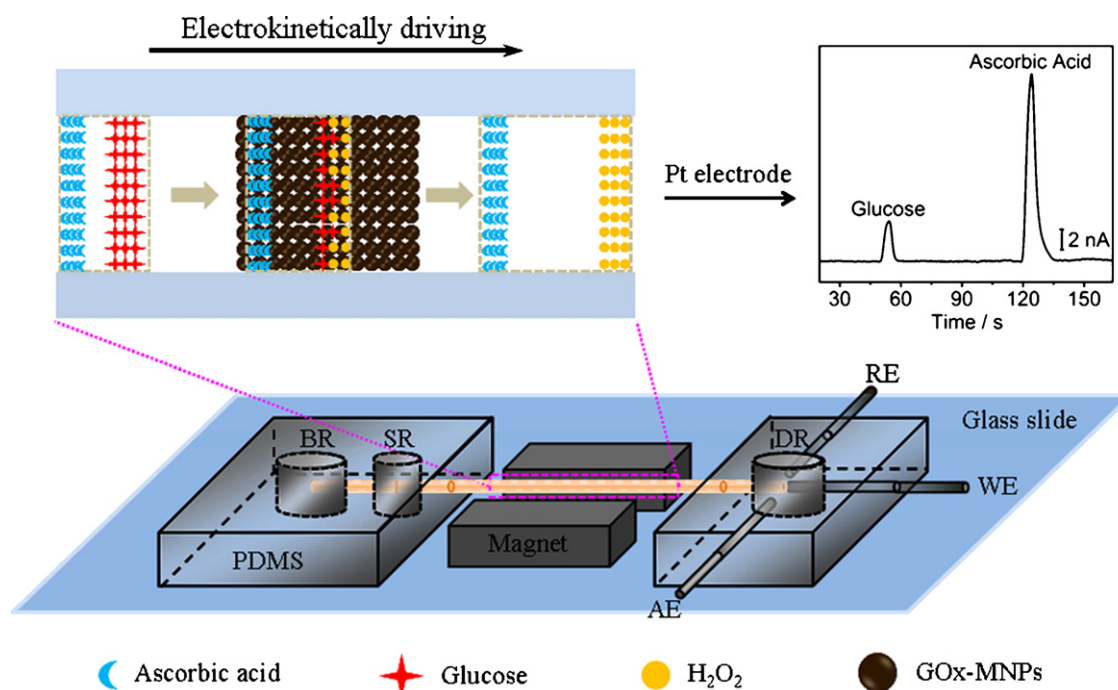 Electrokinetically driving
Pt electrode
Ascorbic Acid
Glucose
2 nA
30 60 90 120 150
Time / s
RE
Glass slide
BR SR DR
WE
Magnet
PDMS
AE
Ascorbic acid Glucose H₂O₂ GOx-MNPs